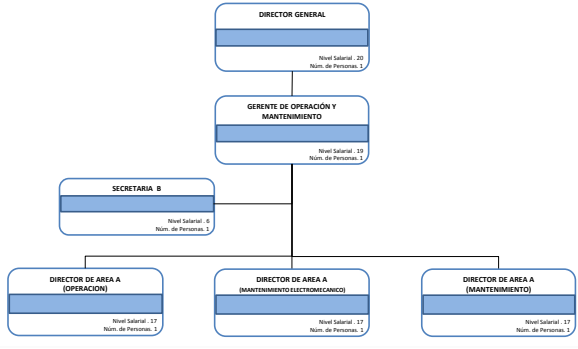 DIRECTOR GENERAL
Nivel Salarial . 20
Núm. de Personas. 1
GERENTE DE OPERACIÓN Y
MANTENIMIENTO
Nivel Salarial . 19
Núm. de Personas. 1
SECRETARIA B
Nivel Salarial . 6
Núm. de Personas. 1
DIRECTOR DE AREA A
(OPERACION)
Nivel Salarial . 17
Núm. de Personas. 1
DIRECTOR DE AREA A
(MANTENIMIENTO ELECTROMECANICO)
Nivel Salarial . 17
Núm. de Personas. 1
DIRECTOR DE AREA A
(MANTENIMIENTO)
Nivel Salarial . 17
Núm. de Personas. 1